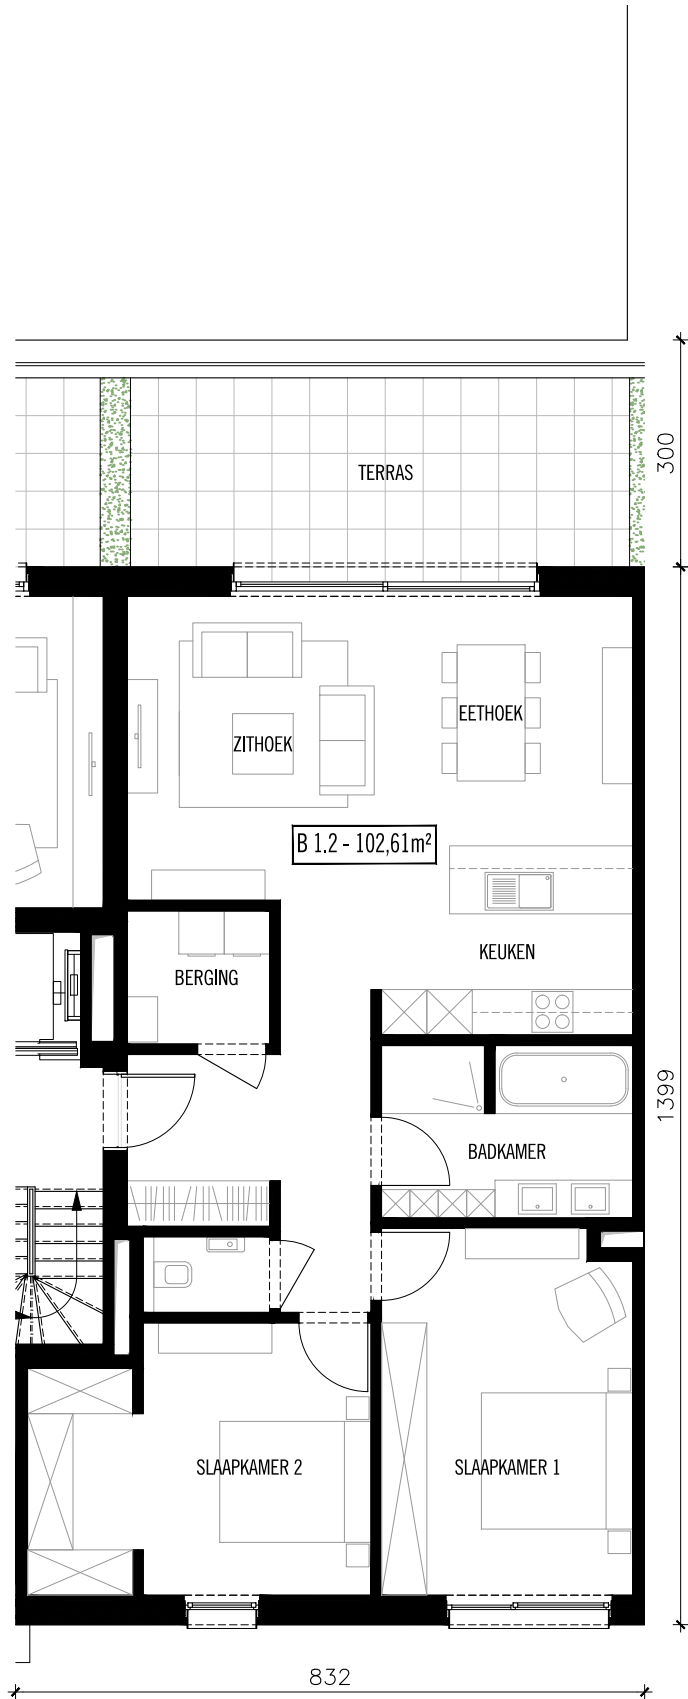 300
TERRAS
EETHOEK
ZITHOEK
B 1.2 - 102,61m²
KEUKEN
BERGING
1399
BADKAMER
SLAAPKAMER 2
SLAAPKAMER 1
832